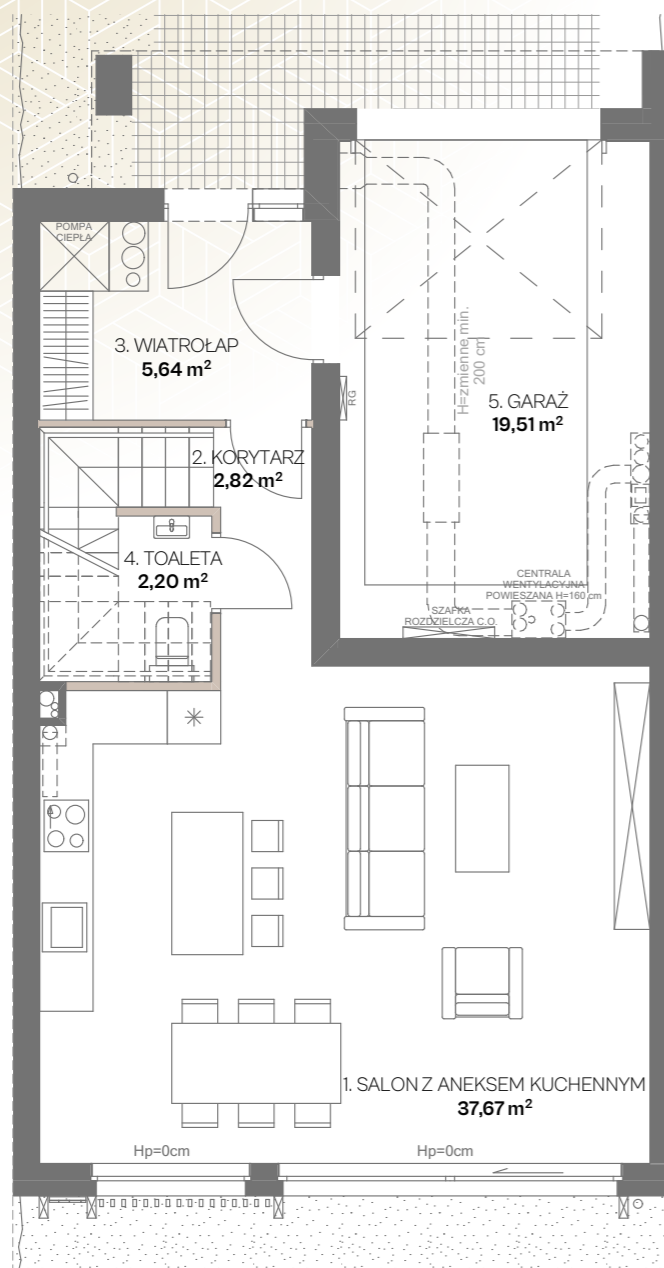 POMPA
CIEPŁA
3. WIATROŁAP
5,64 m²
H=zmienne min.
200 cm
RG
5. GARAŻ
19,51 m²
2. KORYTARZ
2,82 m²
4. TOALETA
2,20 m²
CENTRALA
WENTYLACYJNA
POWIESZANA H=160 cm
SZAFKA
ROZDZIELCZA C.O.
1. SALON Z ANEKSEM KUCHENNYM
37,67 m²
Hp=0cm
Hp=0cm